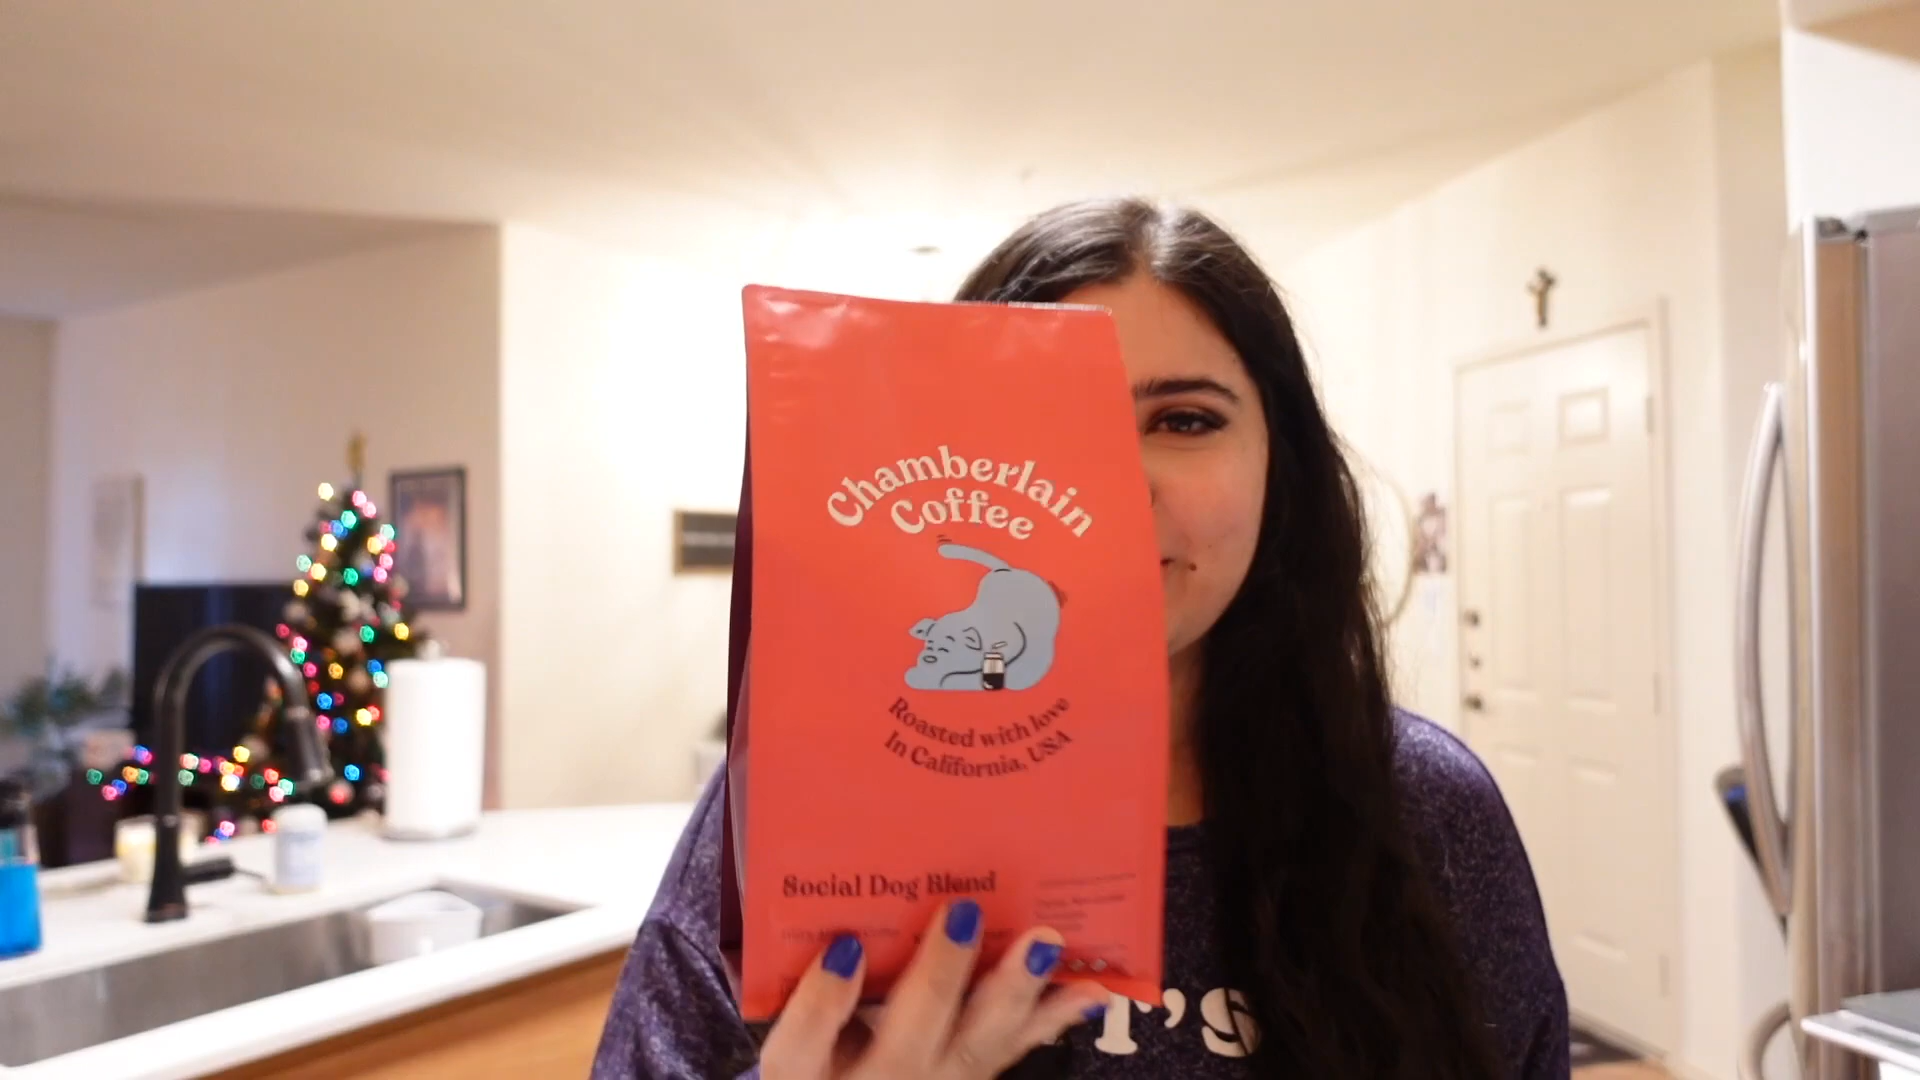 Chamberlain
Coffee
Roasted with love
In California, USA
Social Dog Blend
T'S